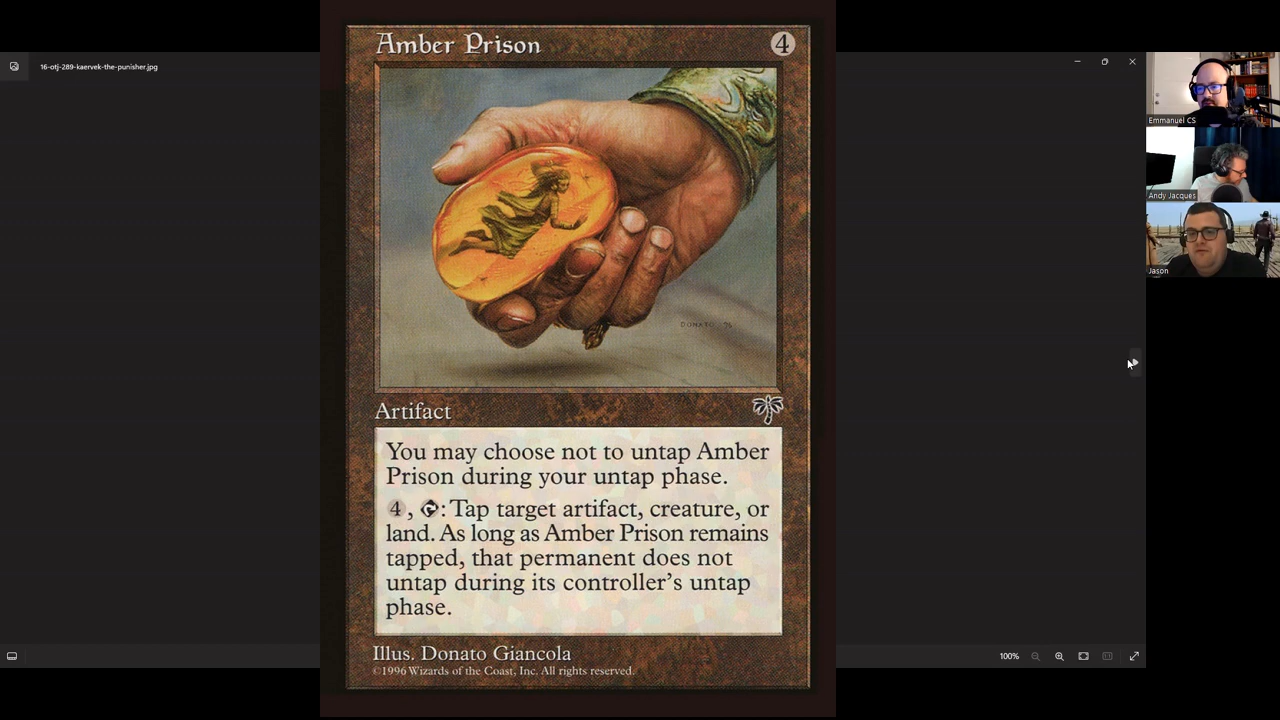 Amber Prison 4
16-otj-289-kaervek-the-punisher.jpg
Emmanuel CS
Andy Jacques
Jason
DONATO 96
Artifact
You may choose not to untap Amber
Prison during your untap phase.
4, : Tap target artifact, creature, or
land. As long as Amber Prison remains
tapped, that permanent does not
untap during its controller's untap
phase.
Illus. Donato Giancola
©1996 Wizards of the Coast, Inc. All rights reserved.
100%